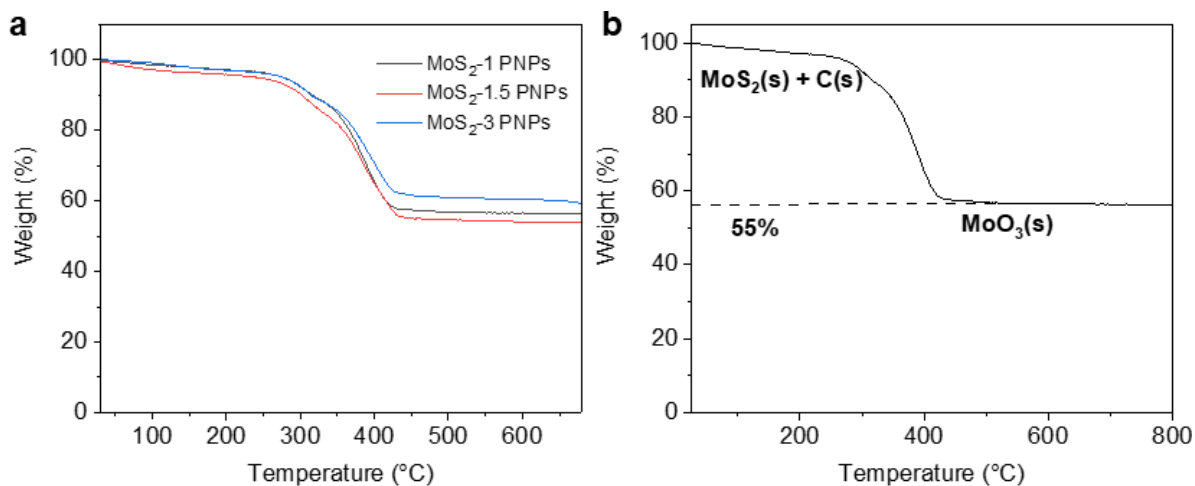 a
MoS₂-1 PNPs
MoS₂-1.5 PNPs
MoS₂-3 PNPs
100
80
60
40
20
0
Weight (%)
100 200 300 400 500 600
Temperature (°C)
b
MoS₂(s) + C(s)
55%
MoO₃(s)
100
80
60
40
20
0
Weight (%)
200 400 600 800
Temperature (°C)